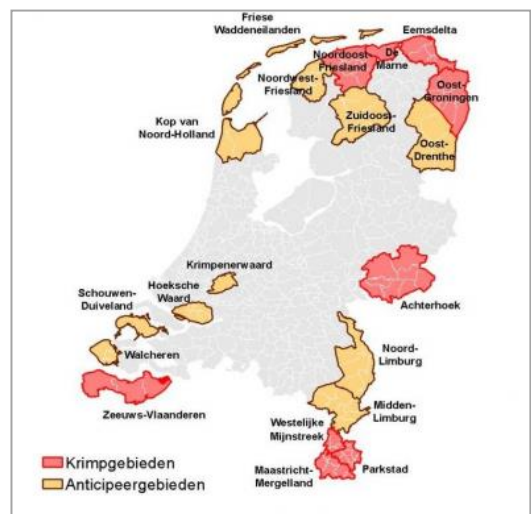 Friese
Waddeneilanden
Eemsdelta
De
Marne
Noordoost-
Friesland
Noordwest-
Friesland
Oost-
Groningen
Kop van
Noord-Holland
Zuidoost-
Friesland
Oost-
Drenthe
Krimpenerwaard
Hoeksche
Waard
Schouwen-
Duiveland
Achterhoek
Walcheren
Noord-
Limburg
Zeeuws-Vlaanderen
Midden-
Limburg
Westelijke
Mijnstreek
Maastricht-
Mergelland
Parkstad
Krimpgebieden
Anticipeergebieden